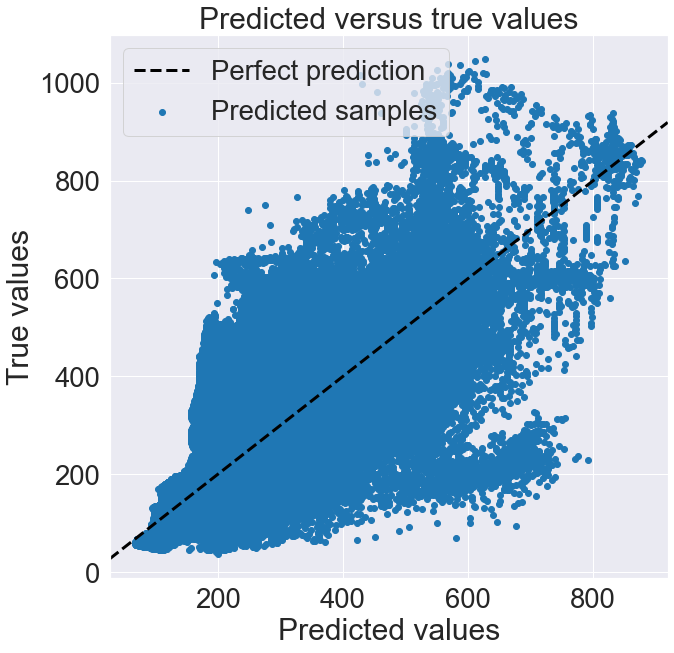 Predicted versus true values
Perfect prediction
Predicted samples
True values
1000
800
600
400
200
0
200 400 600 800
Predicted values